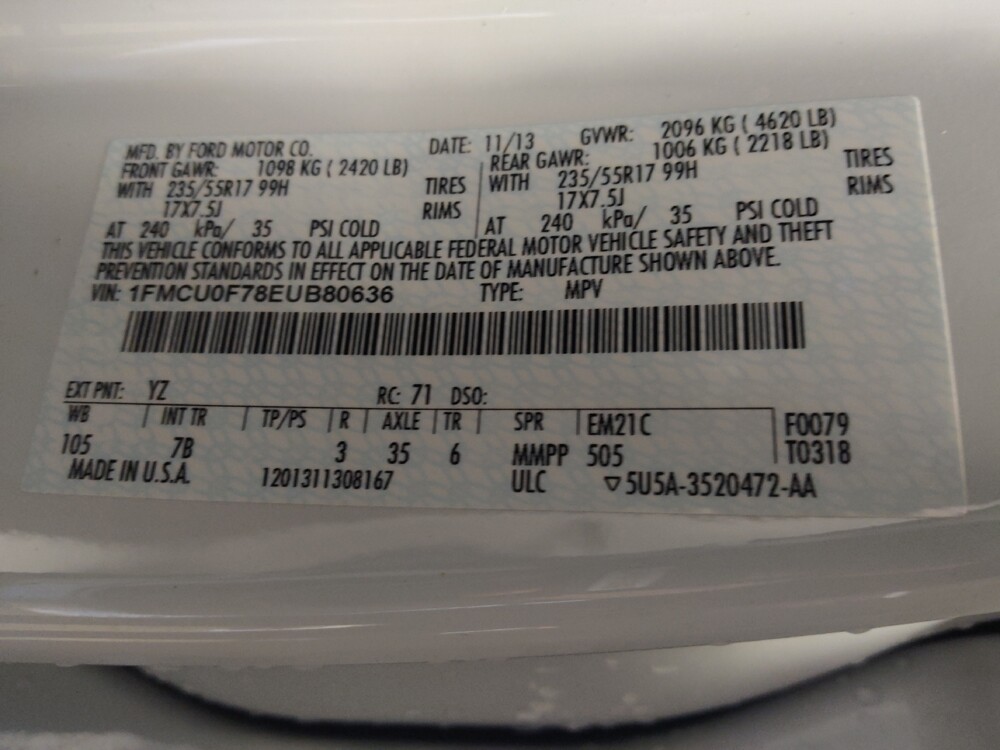 MFD. BY FORD MOTOR CO. DATE: 11/13 GVWR: 2096 KG ( 4620 LB)
FRONT GAWR: 1098 KG ( 2420 LB) REAR GAWR: 1006 KG ( 2218 LB)
WITH 235/55R17 99H TIRES WITH 235/55R17 99H TIRES
17X7.5J RIMS 17X7.5J RIMS
AT 240 kPa/ 35 PSI COLD AT 240 kPa/ 35 PSI COLD
THIS VEHICLE CONFORMS TO ALL APPLICABLE FEDERAL MOTOR VEHICLE SAFETY AND THEFT
PREVENTION STANDARDS IN EFFECT ON THE DATE OF MANUFACTURE SHOWN ABOVE.
VIN: 1FMCU0F78EUB80636 TYPE: MPV
EXT PNT: YZ RC: 71 DSO:
WB INT TR TP/PS R AXLE TR SPR EM21C F0079
105 7B 3 35 6 MMPP 505 T0318
MADE IN U.S.A. 1201311308167 ULC ▽5U5A-3520472-AA